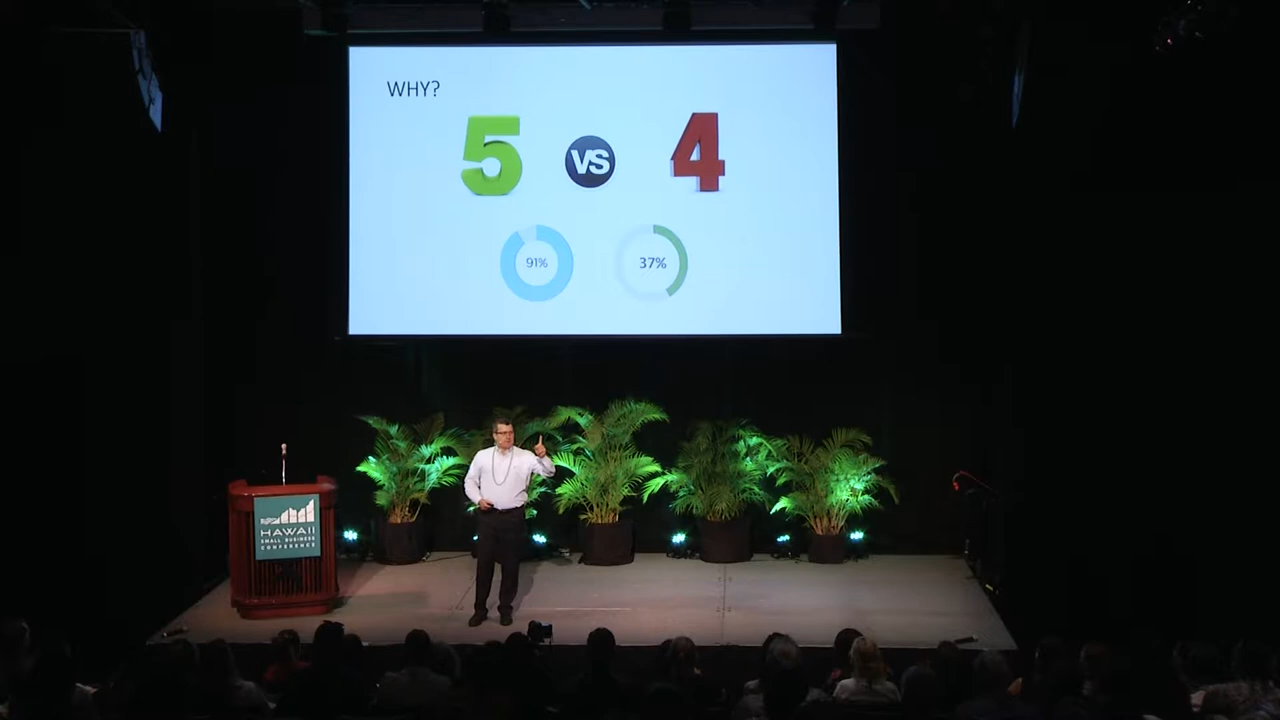 WHY?
5 VS 4
91% 37%
HAWAII
SMALL BUSINESS
CONFERENCE